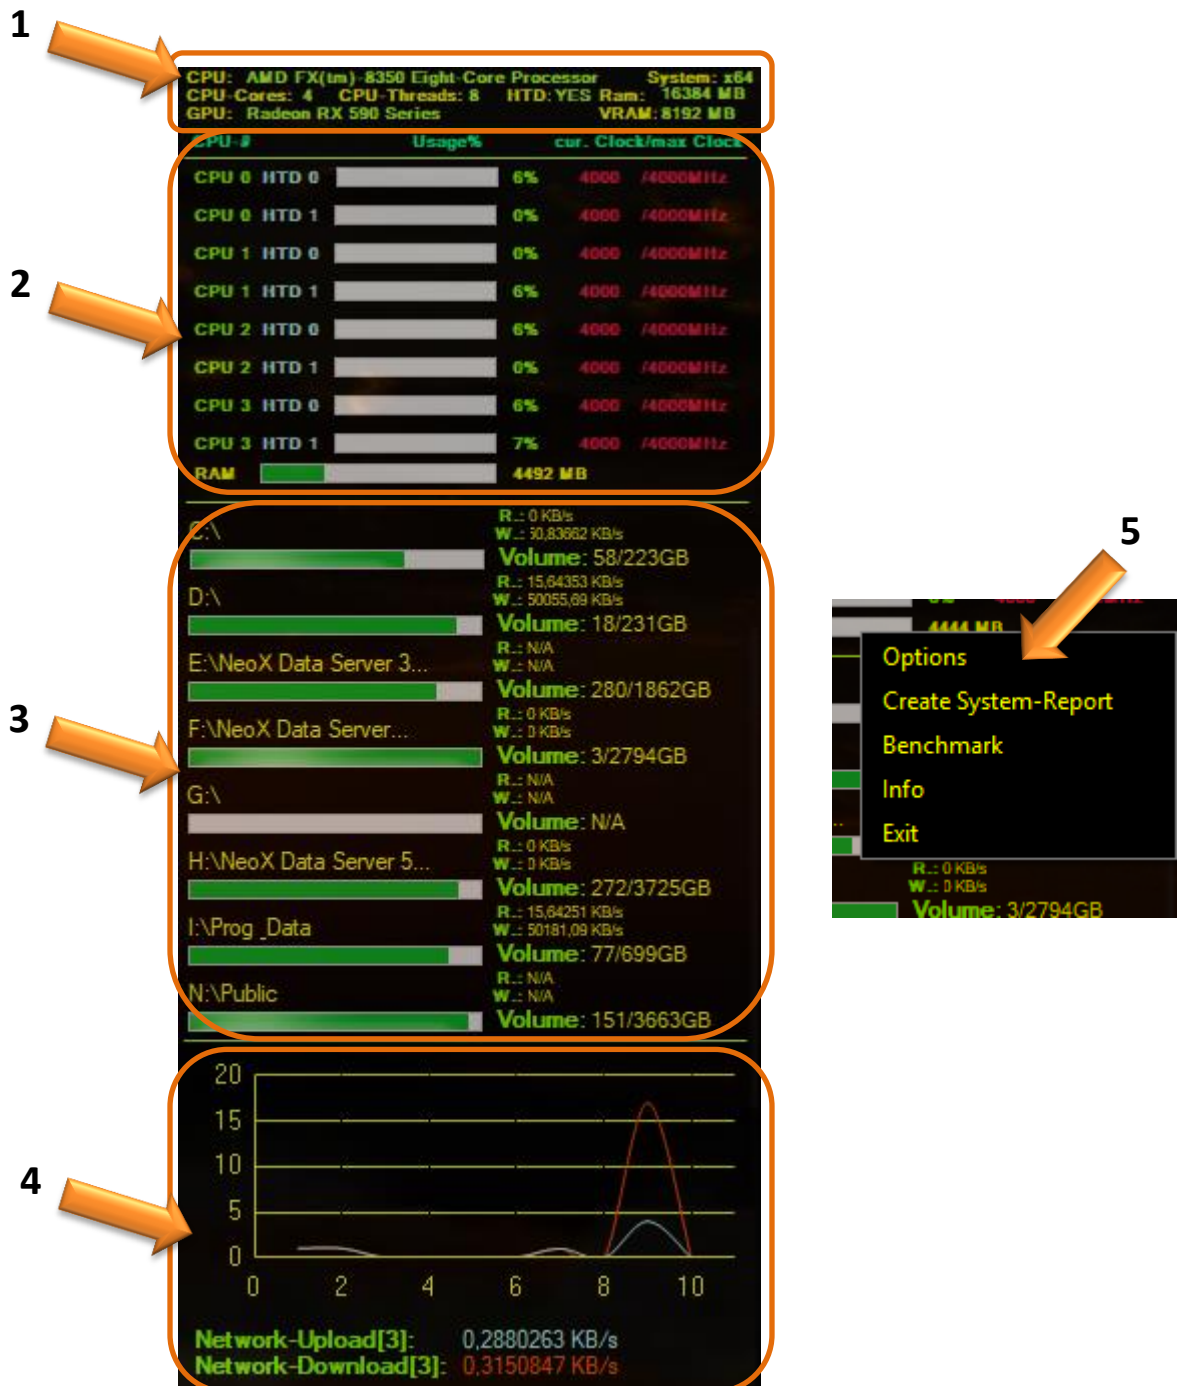 1
CPU: AMD FX(tm)-8350 Eight-Core Processor System: x64
CPU-Cores: 4 CPU-Threads: 8 HTD: YES Ram: 16384 MB
GPU: Radeon RX 590 Series VRAM: 8192 MB
2
CPU-# Usage% cur. Clock/max Clock
CPU 0 HTD 0 6% 4000 /4000MHz
CPU 0 HTD 1 0% 4000 /4000MHz
CPU 1 HTD 0 0% 4000 /4000MHz
CPU 1 HTD 1 6% 4000 /4000MHz
CPU 2 HTD 0 6% 4000 /4000MHz
CPU 2 HTD 1 0% 4000 /4000MHz
CPU 3 HTD 0 6% 4000 /4000MHz
CPU 3 HTD 1 7% 4000 /4000MHz
RAM 4492 MB
3
R..: 0 KB/s
C:\ W..: 50,83662 KB/s
Volume: 58/223GB
R..: 15,64353 KB/s
D:\ W..: 50055,69 KB/s
Volume: 18/231GB
R..: N/A
E:\NeoX Data Server 3... W..: N/A
Volume: 280/1862GB
R..: 0 KB/s
F:\NeoX Data Server... W..: 0 KB/s
Volume: 3/2794GB
R..: N/A
G:\ W..: N/A
Volume: N/A
R..: 0 KB/s
H:\NeoX Data Server 5... W..: 0 KB/s
Volume: 272/3725GB
R..: 15,64251 KB/s
I:\Prog_Data W..: 50181,09 KB/s
Volume: 77/699GB
R..: N/A
N:\Public W..: N/A
Volume: 151/3663GB
4
20
15
10
5
0
0 2 4 6 8 10
Network-Upload[3]: 0,2880263 KB/s
Network-Download[3]: 0,3150847 KB/s
5
4444 MB
Options
Create System-Report
Benchmark
Info
Exit
R..: 0 KB/s
W..: 0 KB/s
Volume: 3/2794GB